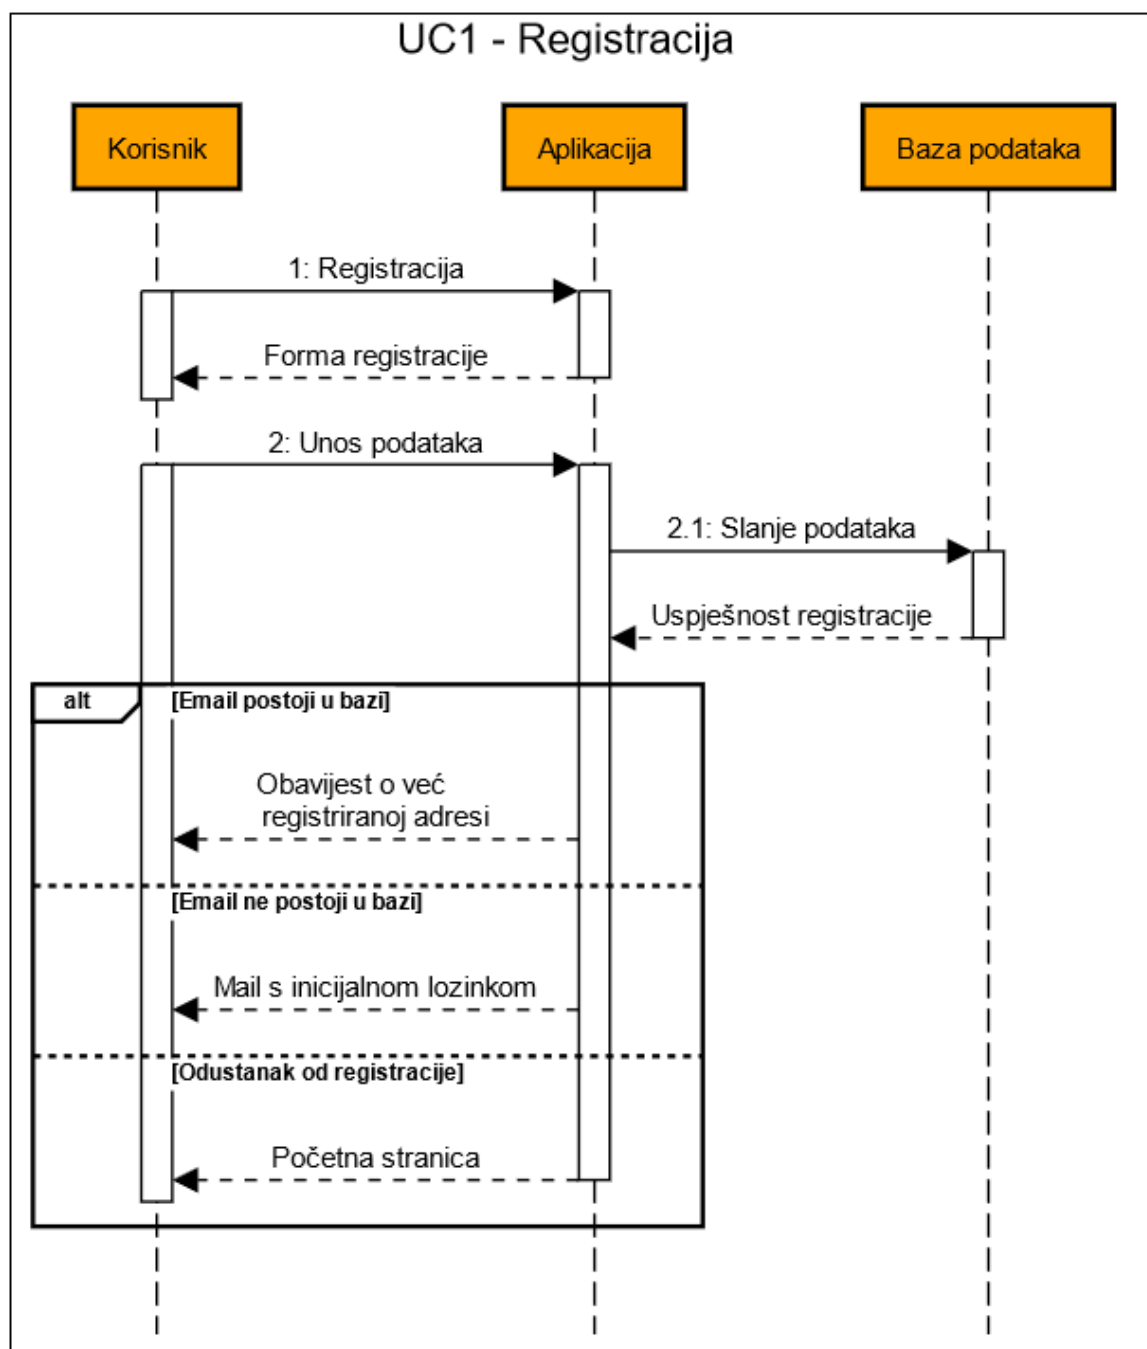 UC1 - Registracija
Korisnik
Aplikacija
Baza podataka
1: Registracija
Forma registracije
2: Unos podataka
2.1: Slanje podataka
Uspješnost registracije
alt
[Email postoji u bazi]
Obavijest o već
registriranoj adresi
[Email ne postoji u bazi]
Mail s inicijalnom lozinkom
[Odustanak od registracije]
Početna stranica